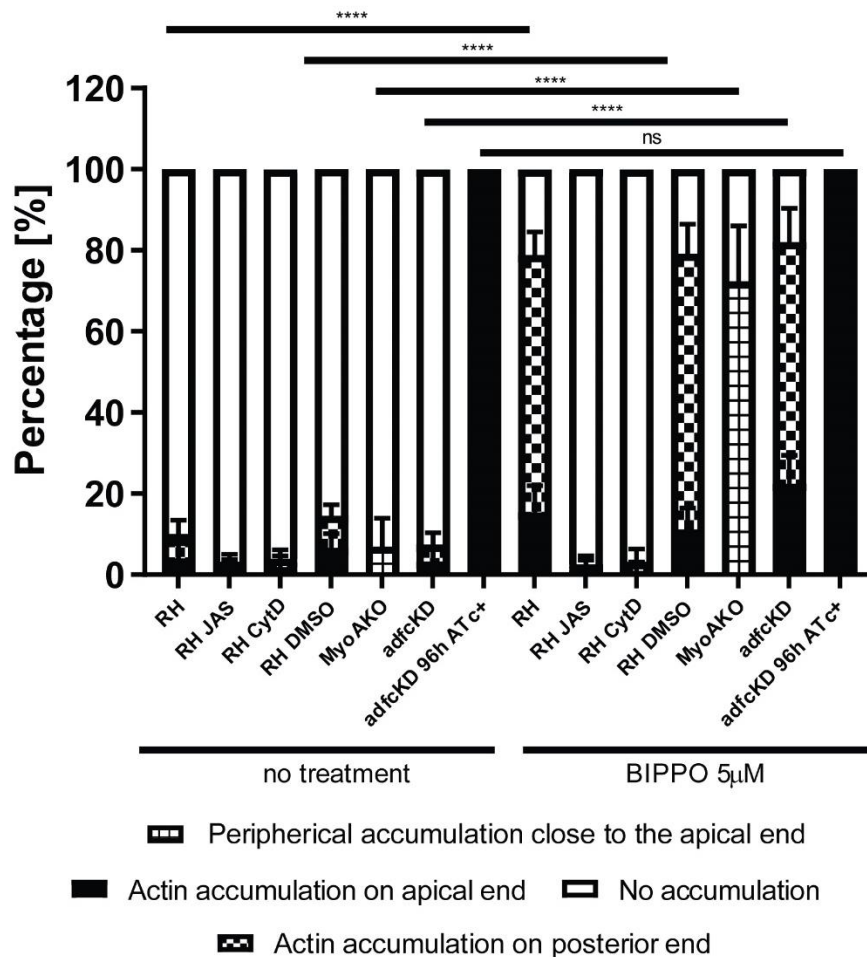 ****
****
****
****
ns
Percentage [%]
120
100
80
60
40
20
0
RH
RH JAS
RH CytD
RH DMSO
MyoAKO
adfcKD
adfcKD 96h ATc+
RH
RH JAS
RH CytD
RH DMSO
MyoAKO
adfcKD
adfcKD 96h ATc+
no treatment
BIPPO 5µM
Peripherical accumulation close to the apical end
Actin accumulation on apical end
No accumulation
Actin accumulation on posterior end